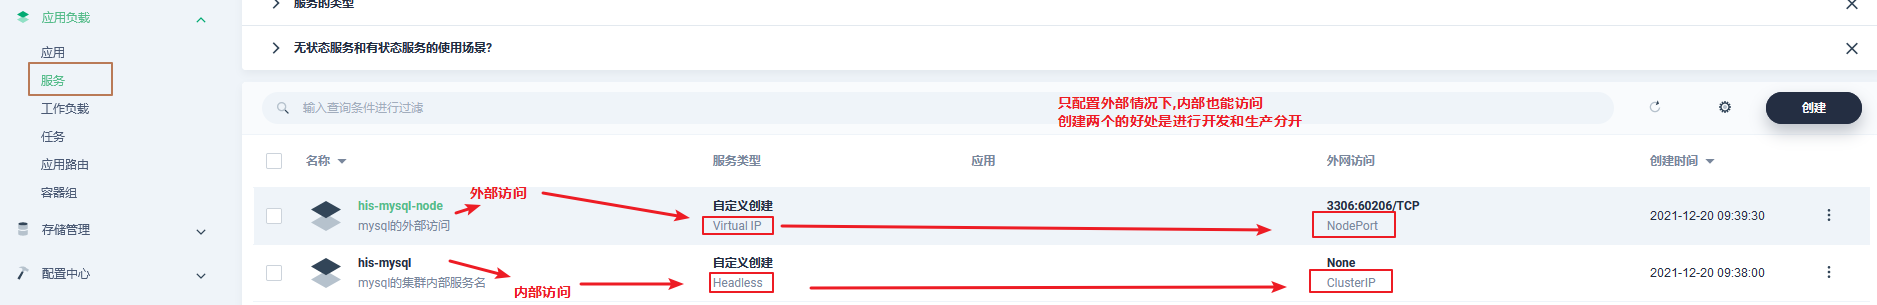 应用负载
服务的类型
无状态服务和有状态服务的使用场景?
应用
服务
工作负载
任务
应用路由
容器组
存储管理
配置中心
输入查询条件进行过滤
只配置外部情况下,内部也能访问
创建两个的好处是进行开发和生产分开
创建
名称 服务类型 应用 外网访问 创建时间
his-mysql-node 外部访问 自定义创建 3306:60206/TCP 2021-12-20 09:39:30
mysql的外部访问 Virtual IP NodePort
his-mysql 自定义创建 None 2021-12-20 09:38:00
mysql的集群内部服务名 内部访问 Headless ClusterIP